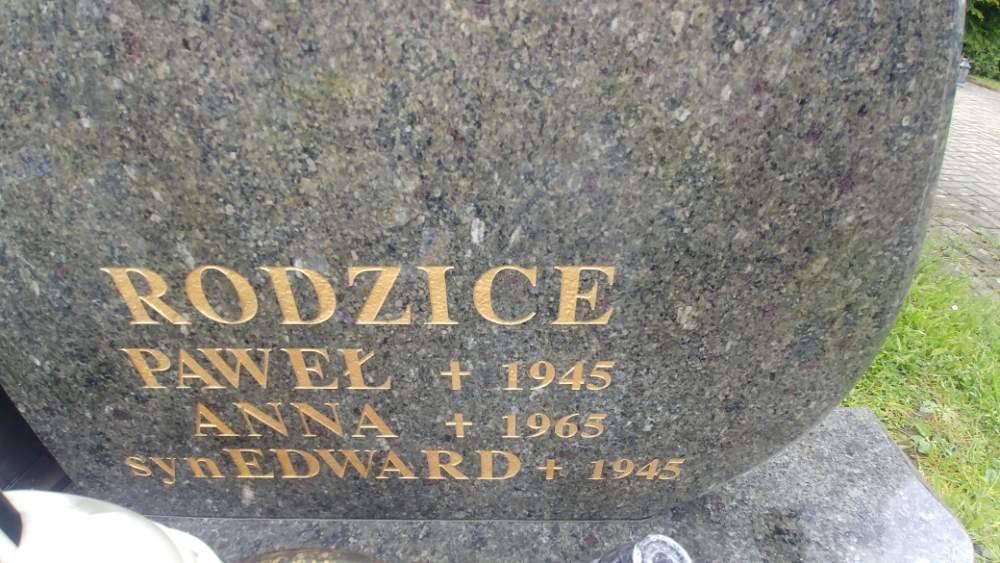 RODZICE
PAWEŁ + 1945
ANNA + 1965
syn EDWARD + 1945